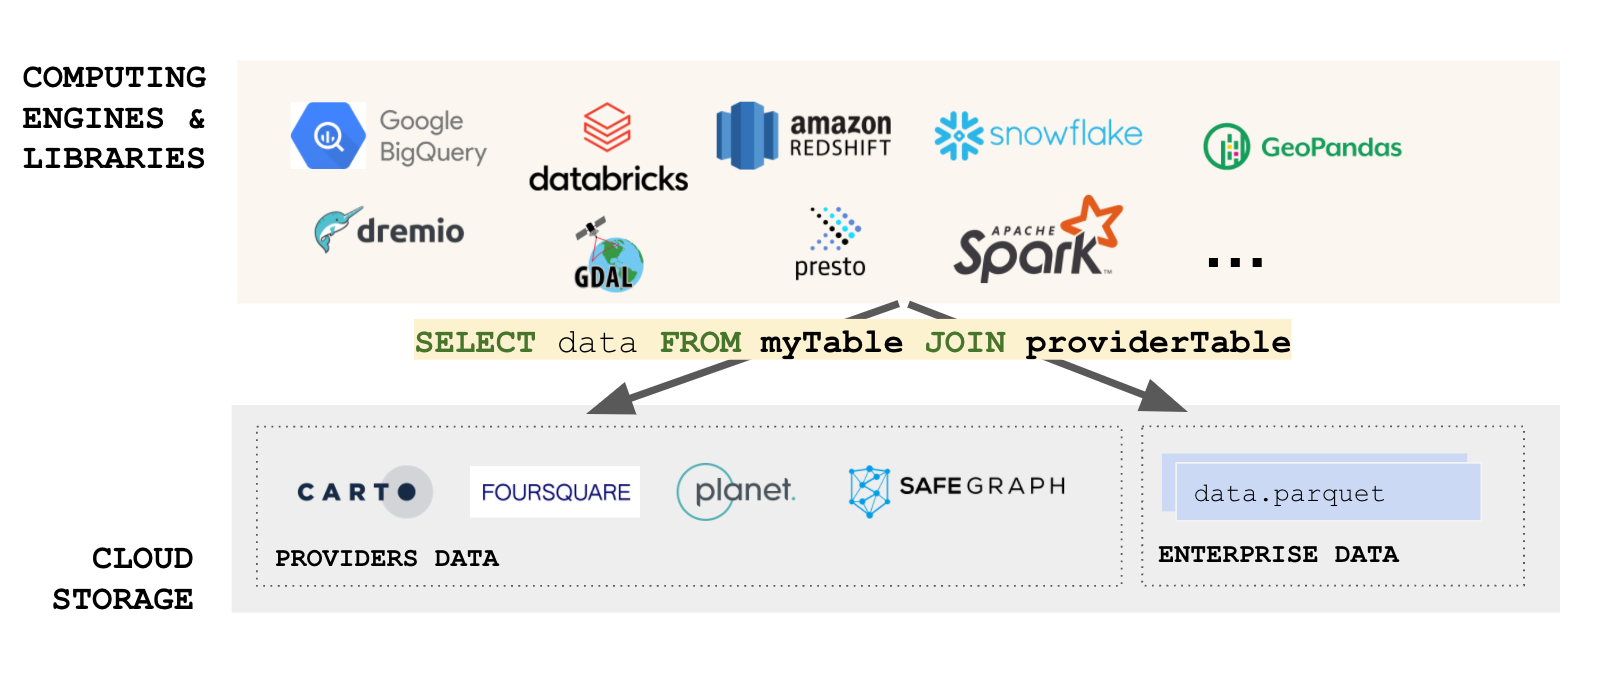 COMPUTING
ENGINES &
LIBRARIES
Google
BigQuery
databricks
amazon
REDSHIFT
snowflake
GeoPandas
dremio
GDAL
presto
APACHE
Spark™
...
SELECT data FROM myTable JOIN providerTable
CARTO
FOURSQUARE
planet.
SAFEGRAPH
data.parquet
PROVIDERS DATA
ENTERPRISE DATA
CLOUD
STORAGE